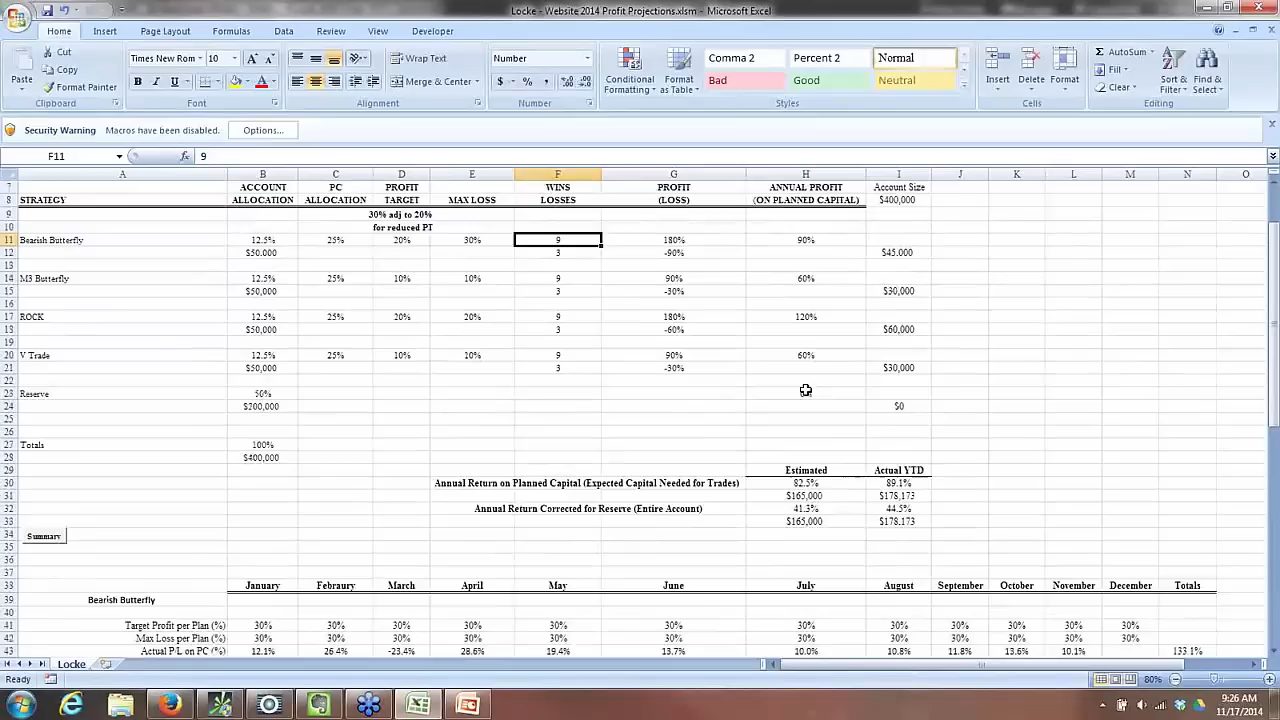 Locke - Website 2014 Profit Projections.xlsm - Microsoft Excel
Home Insert Page Layout Formulas Data Review View Developer
Paste Cut Copy Format Painter
Clipboard
Times New Rom 10
Font
Wrap Text
Merge & Center
Alignment
Number
Number
Conditional Formatting Format as Table
Comma 2 Percent 2 Normal
Bad Good Neutral
Styles
Insert Delete Format
Cells
AutoSum Fill Clear
Sort & Filter Find & Select
Editing
Security Warning Macros have been disabled. Options...
F11 fx 9
A B C D E F G H I J K L M N O
7 ACCOUNT PC PROFIT WINS PROFIT ANNUAL PROFIT Account Size
8 STRATEGY ALLOCATION ALLOCATION TARGET MAX LOSS LOSSES (LOSS) (ON PLANNED CAPITAL) $400,000
9 30% adj to 20%
10 for reduced PT
11 Bearish Butterfly 12.5% 25% 20% 30% 9 180% 90%
12 $50,000 3 -90% $45,000
13
14 M3 Butterfly 12.5% 25% 10% 10% 9 90% 60%
15 $50,000 3 -30% $30,000
16
17 ROCK 12.5% 25% 20% 20% 9 180% 120%
18 $50,000 3 -60% $60,000
19
20 V Trade 12.5% 25% 10% 10% 9 90% 60%
21 $50,000 3 -30% $30,000
22
23 Reserve 50%
24 $200,000 $0
25
26
27 Totals 100%
28 $400,000
29 Estimated Actual YTD
30 Annual Return on Planned Capital (Expected Capital Needed for Trades) 82.5% 89.1%
31 $165,000 $178,173
32 Annual Return Corrected for Reserve (Entire Account) 41.3% 44.5%
33 $165,000 $178,173
34 Summary
35
36
37
38 January Febraury March April May June July August September October November December Totals
39 Bearish Butterfly
40
41 Target Profit per Plan (%) 30% 30% 30% 30% 30% 30% 30% 30% 30% 30% 30% 30%
42 Max Loss per Plan (%) 30% 30% 30% 30% 30% 30% 30% 30% 30% 30% 30% 30%
43 Actual P/L on PC (%) 12.1% 26.4% -23.4% 28.6% 19.4% 13.7% 10.0% 10.8% 11.8% 13.6% 10.1% 133.1%
Locke
Ready 80%
9:26 AM
11/17/2014